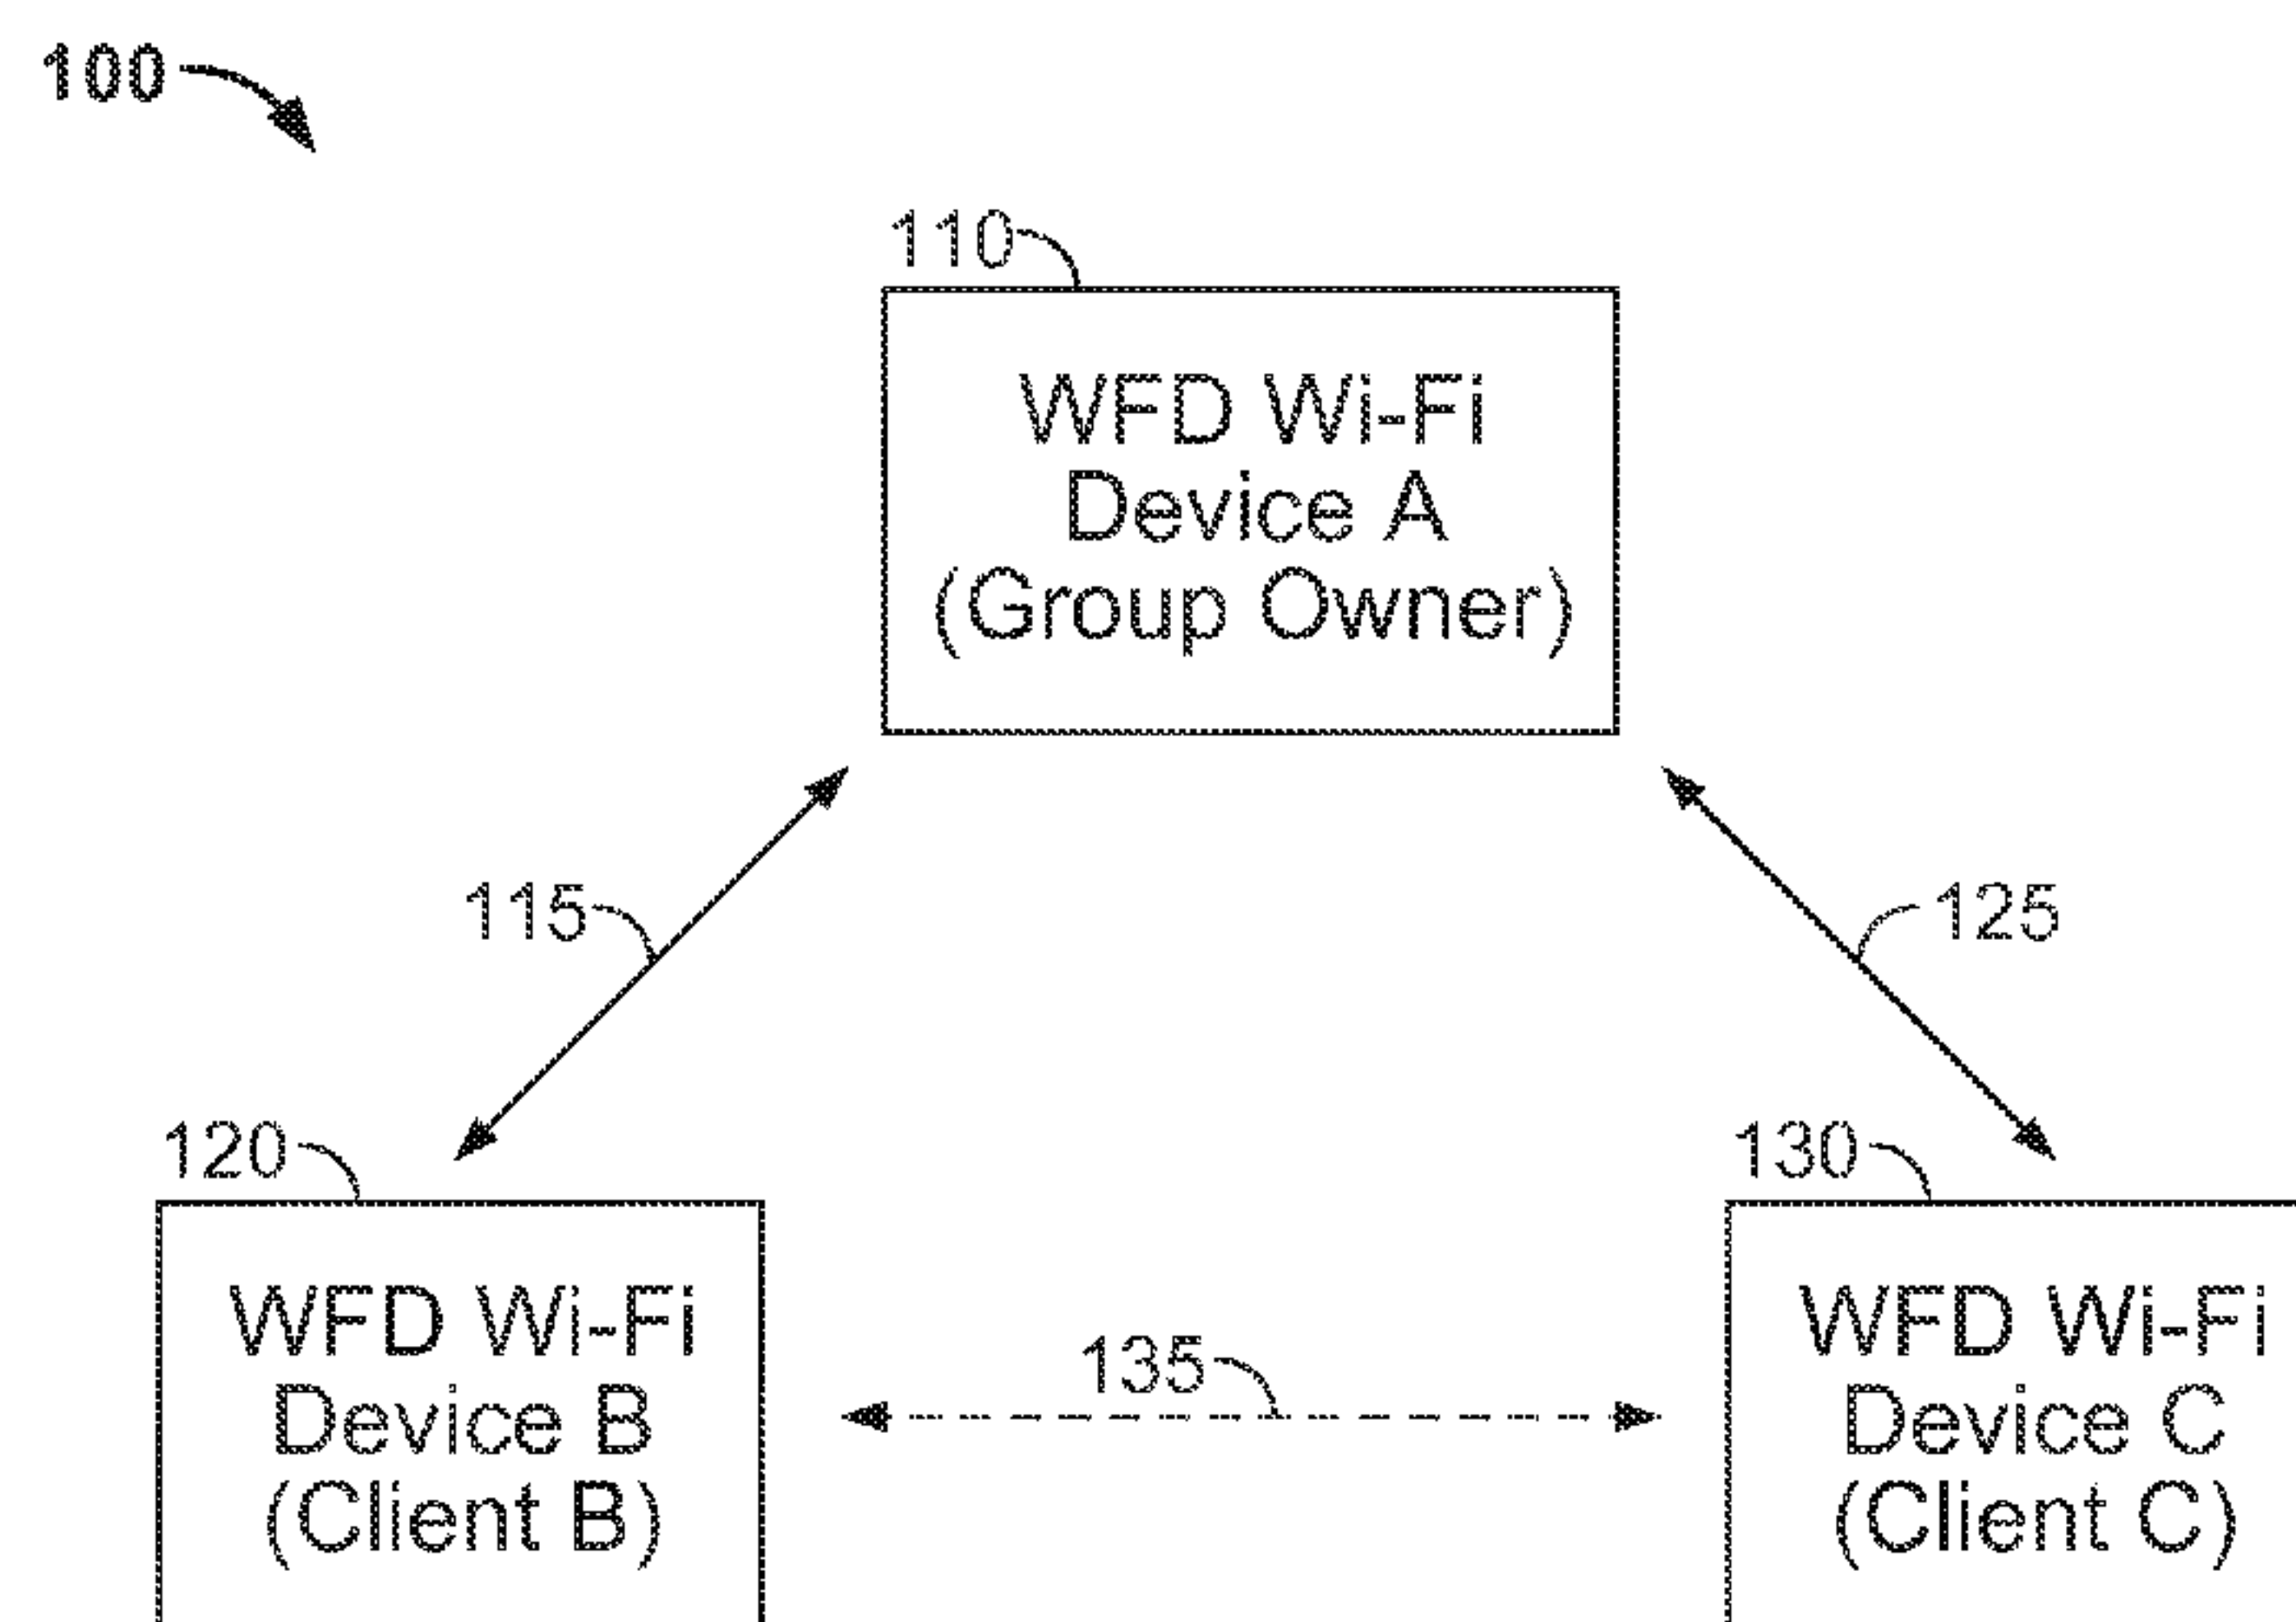 100
110
WFD Wi-Fi
Device A
(Group Owner)
115
125
120
130
WFD Wi-Fi
Device B
(Client B)
135
WFD Wi-Fi
Device C
(Client C)